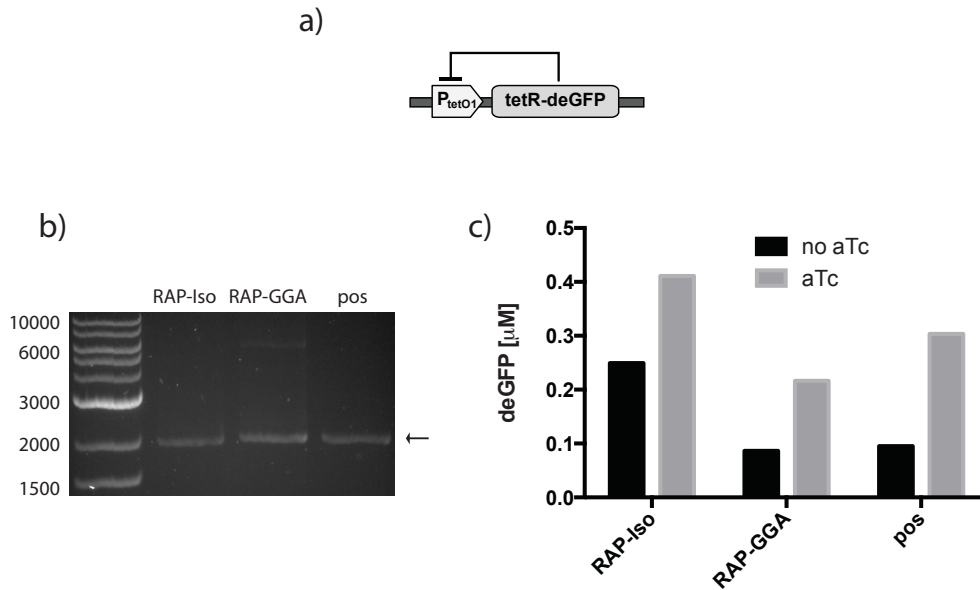 a)
PtetO1
tetR-deGFP
b)
RAP-Iso RAP-GGA pos
10000
6000
3000
2000
1500
←
c)
no aTc
aTc
deGFP [µM]
0.5
0.4
0.3
0.2
0.1
0.0
RAP-Iso
RAP-GGA
pos